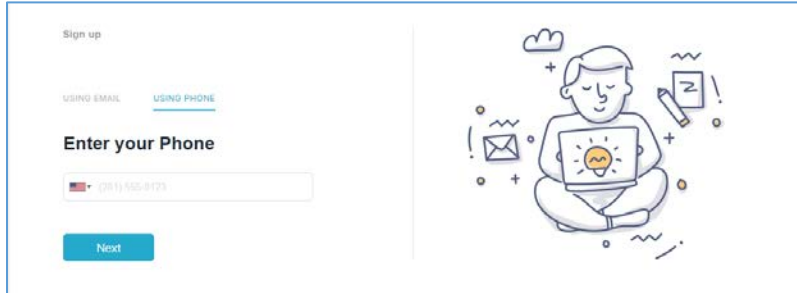 Sign up
USING EMAIL USING PHONE
Enter your Phone
(201) 555-0123
Next